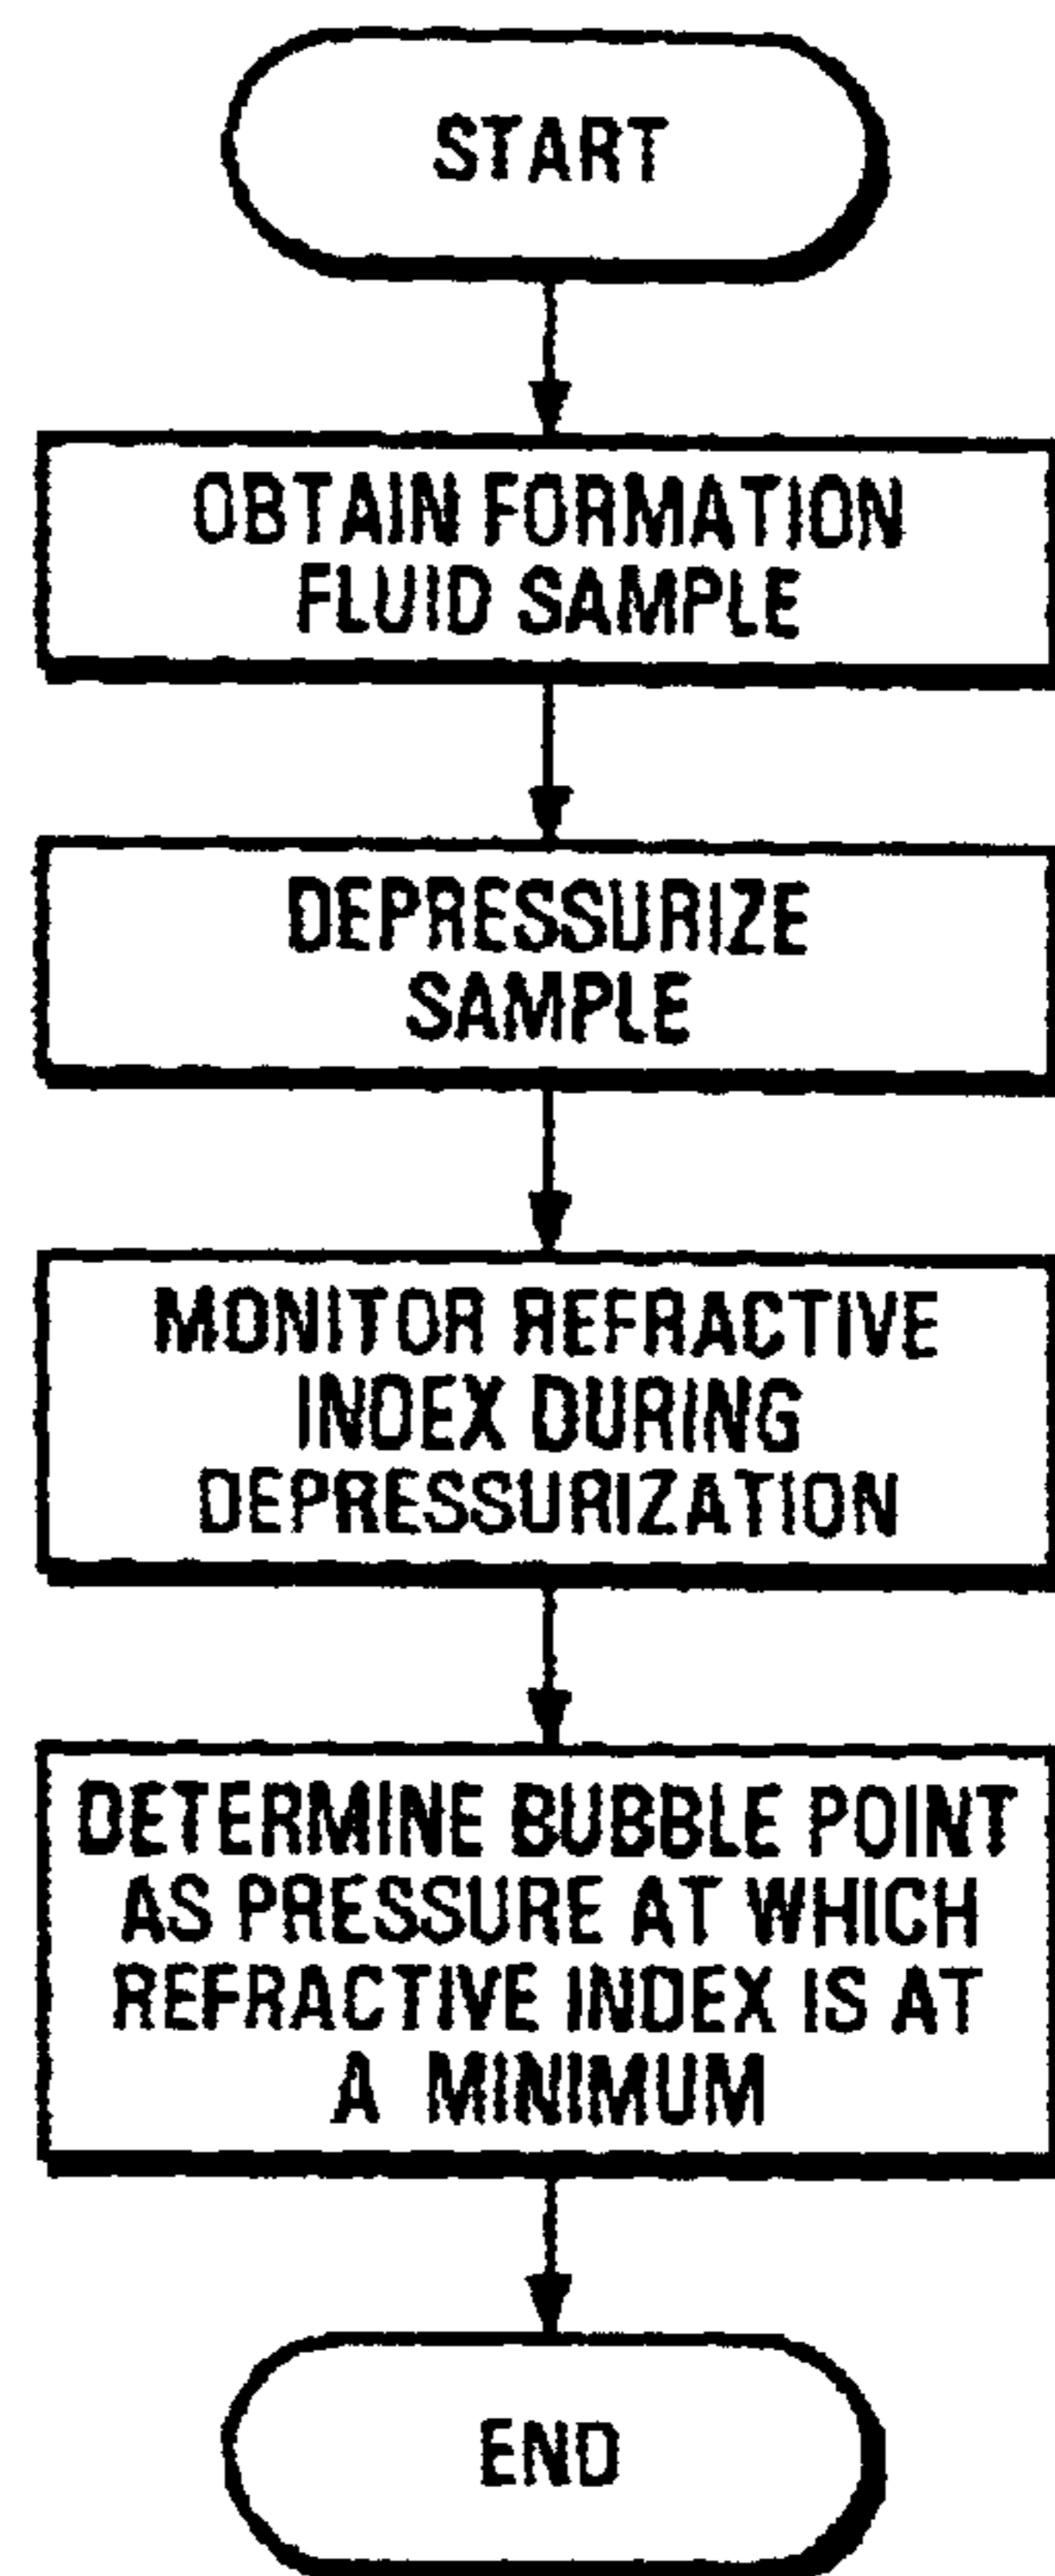 START
OBTAIN FORMATION
FLUID SAMPLE
DEPRESSURIZE
SAMPLE
MONITOR REFRACTIVE
INDEX DURING
DEPRESSURIZATION
DETERMINE BUBBLE POINT
AS PRESSURE AT WHICH
REFRACTIVE INDEX IS AT
A MINIMUM
END